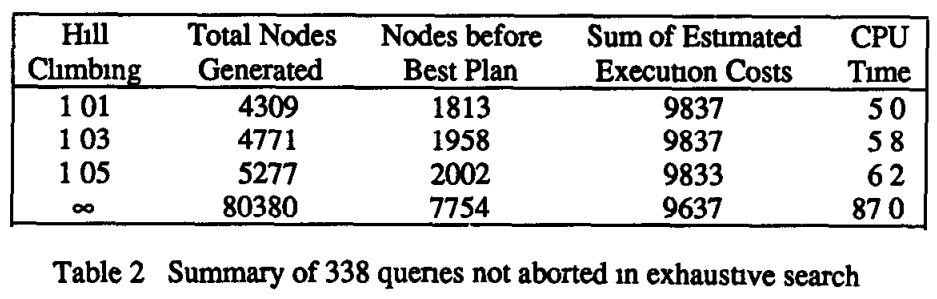 Hill Total Nodes Nodes before Sum of Estimated CPU
Climbing Generated Best Plan Execution Costs Time
1 01 4309 1813 9837 5 0
1 03 4771 1958 9837 5 8
1 05 5277 2002 9833 6 2
∞ 80380 7754 9637 87 0
Table 2 Summary of 338 queries not aborted in exhaustive search